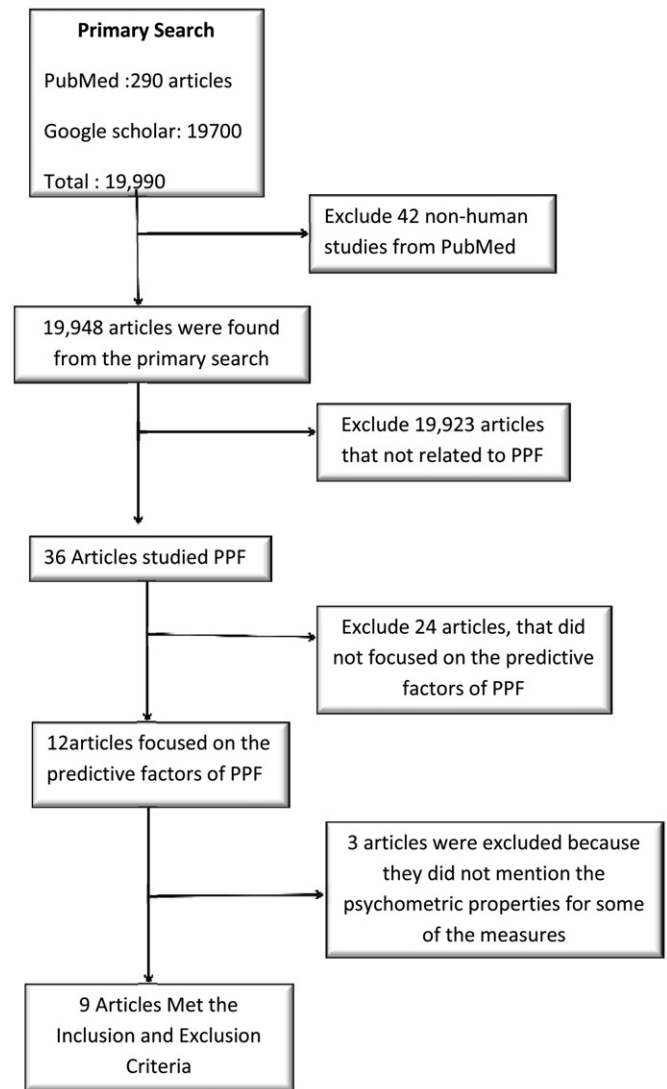 Primary Search
PubMed :290 articles
Google scholar: 19700
Total : 19,990
Exclude 42 non-human
studies from PubMed
19,948 articles were found
from the primary search
Exclude 19,923 articles
that not related to PPF
36 Articles studied PPF
Exclude 24 articles, that did
not focused on the predictive
factors of PPF
12articles focused on the
predictive factors of PPF
3 articles were excluded because
they did not mention the
psychometric properties for some
of the measures
9 Articles Met the
Inclusion and Exclusion
Criteria